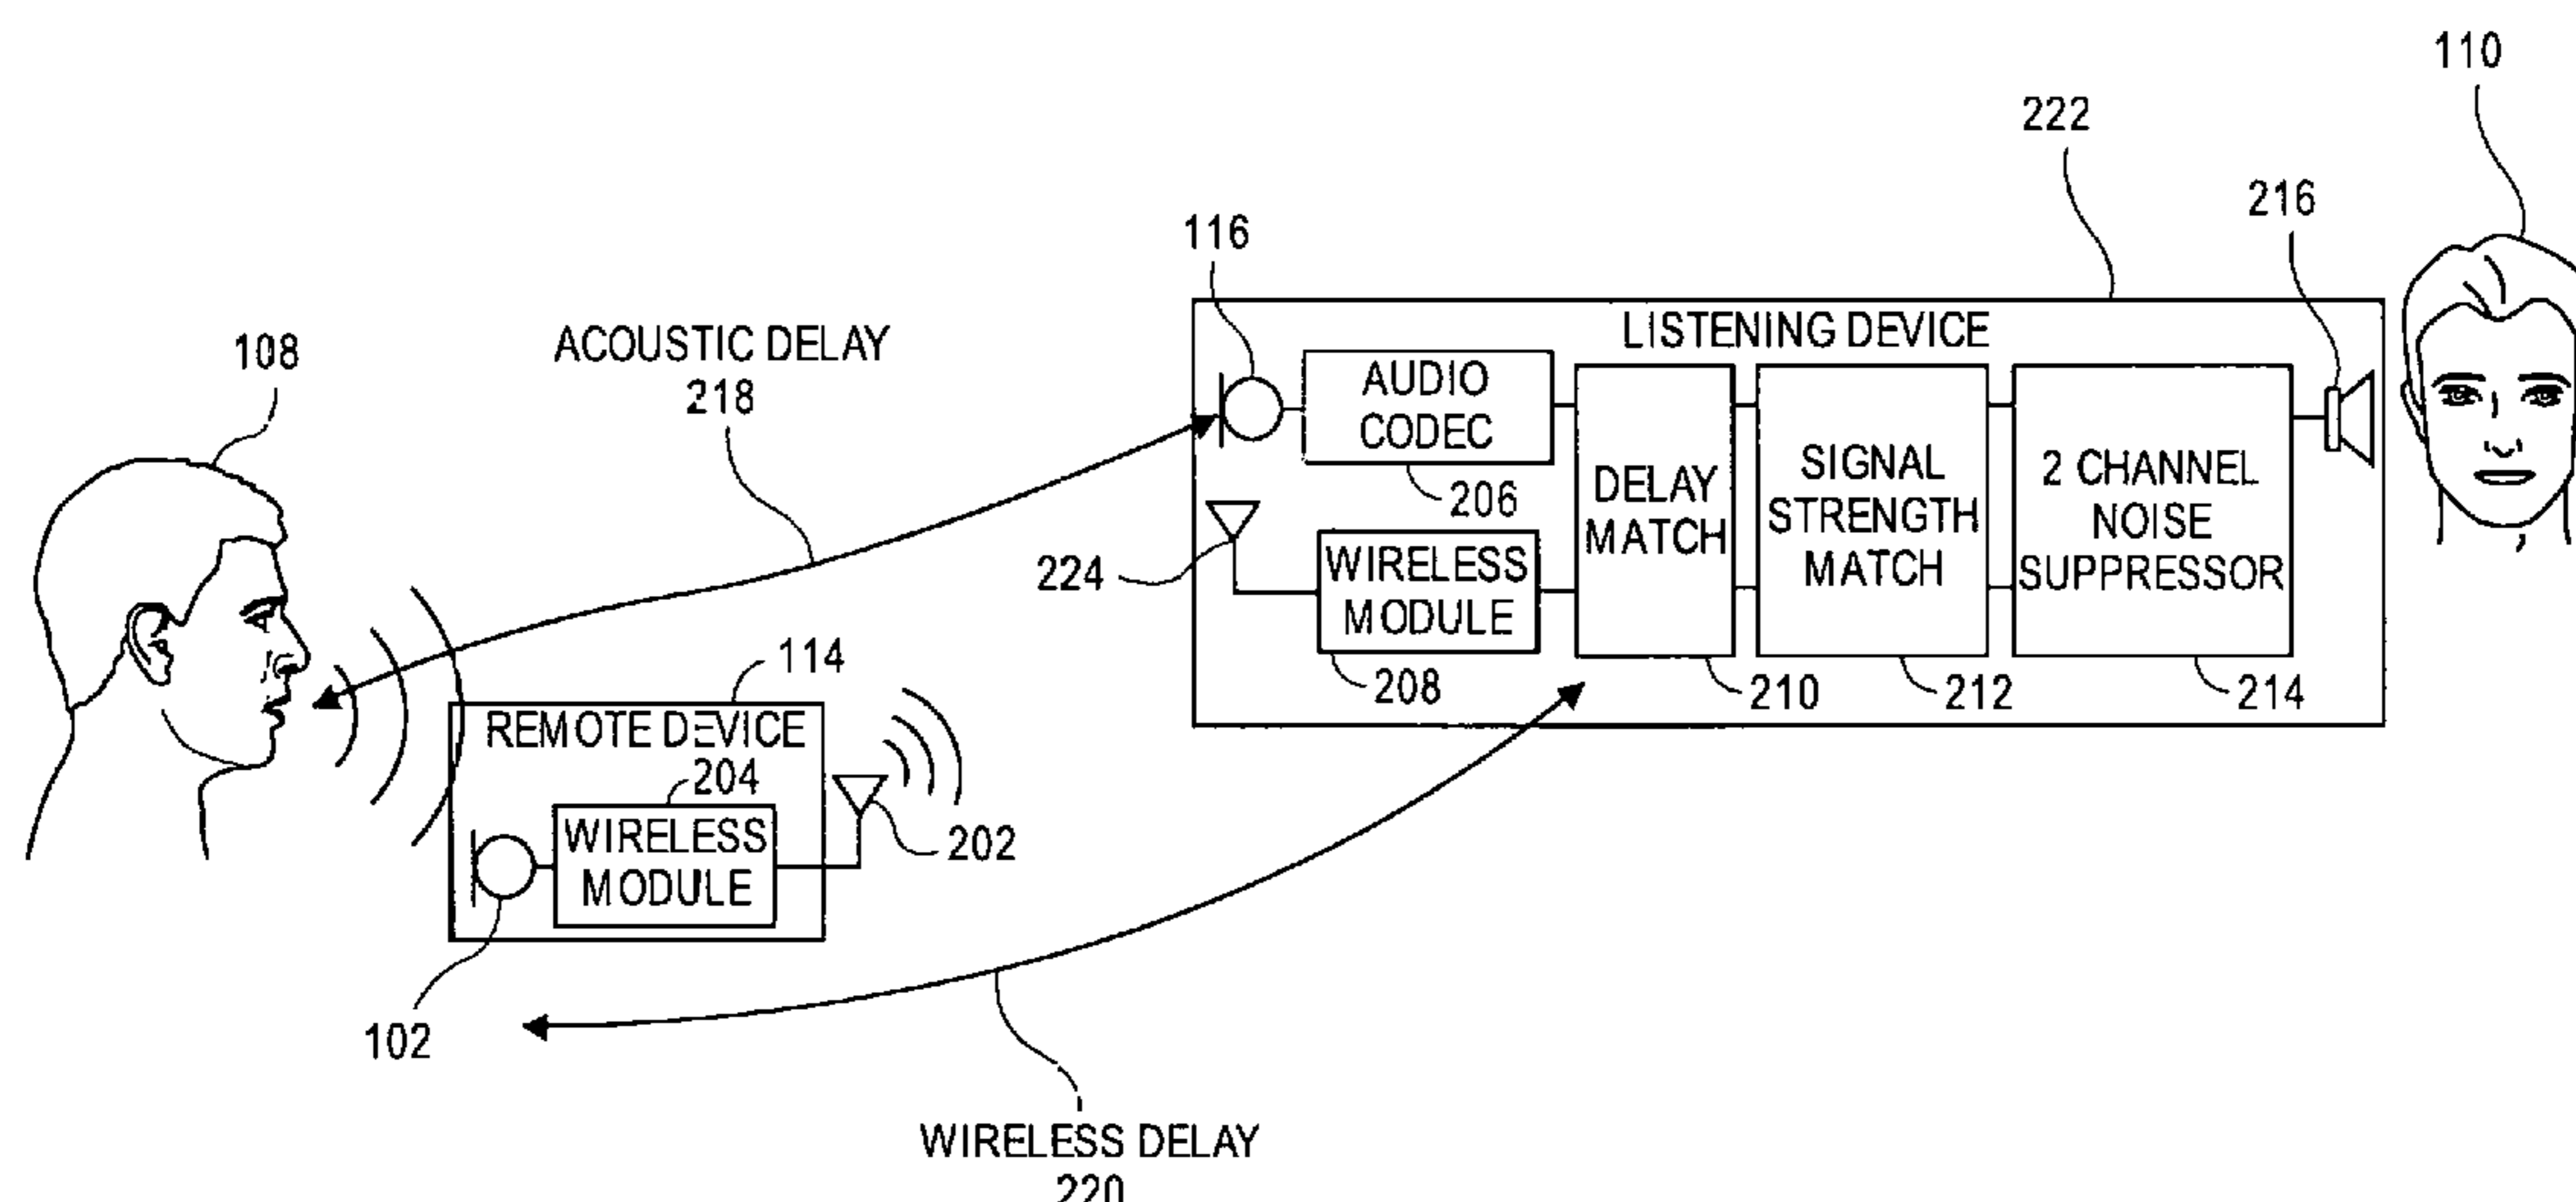 110
222
216
116
LISTENING DEVICE
ACOUSTIC DELAY
218
108
AUDIO
CODEC
206
DELAY
MATCH
SIGNAL
STRENGTH
MATCH
2 CHANNEL
NOISE
SUPPRESSOR
224
WIRELESS
MODULE
208
210
212
214
114
REMOTE DEVICE
204
WIRELESS
MODULE
202
102
WIRELESS DELAY
220